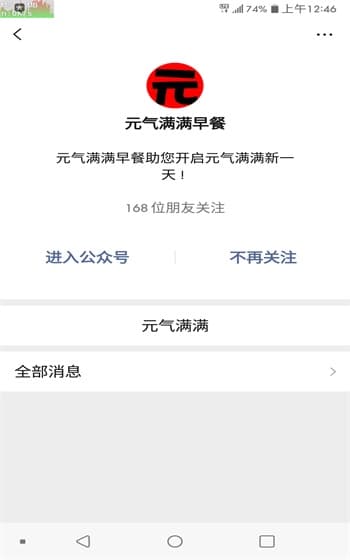 74% 上午12:46
元
元气满满早餐
元气满满早餐助您开启元气满满新一
天！
168 位朋友关注
进入公众号
不再关注
元气满满
全部消息